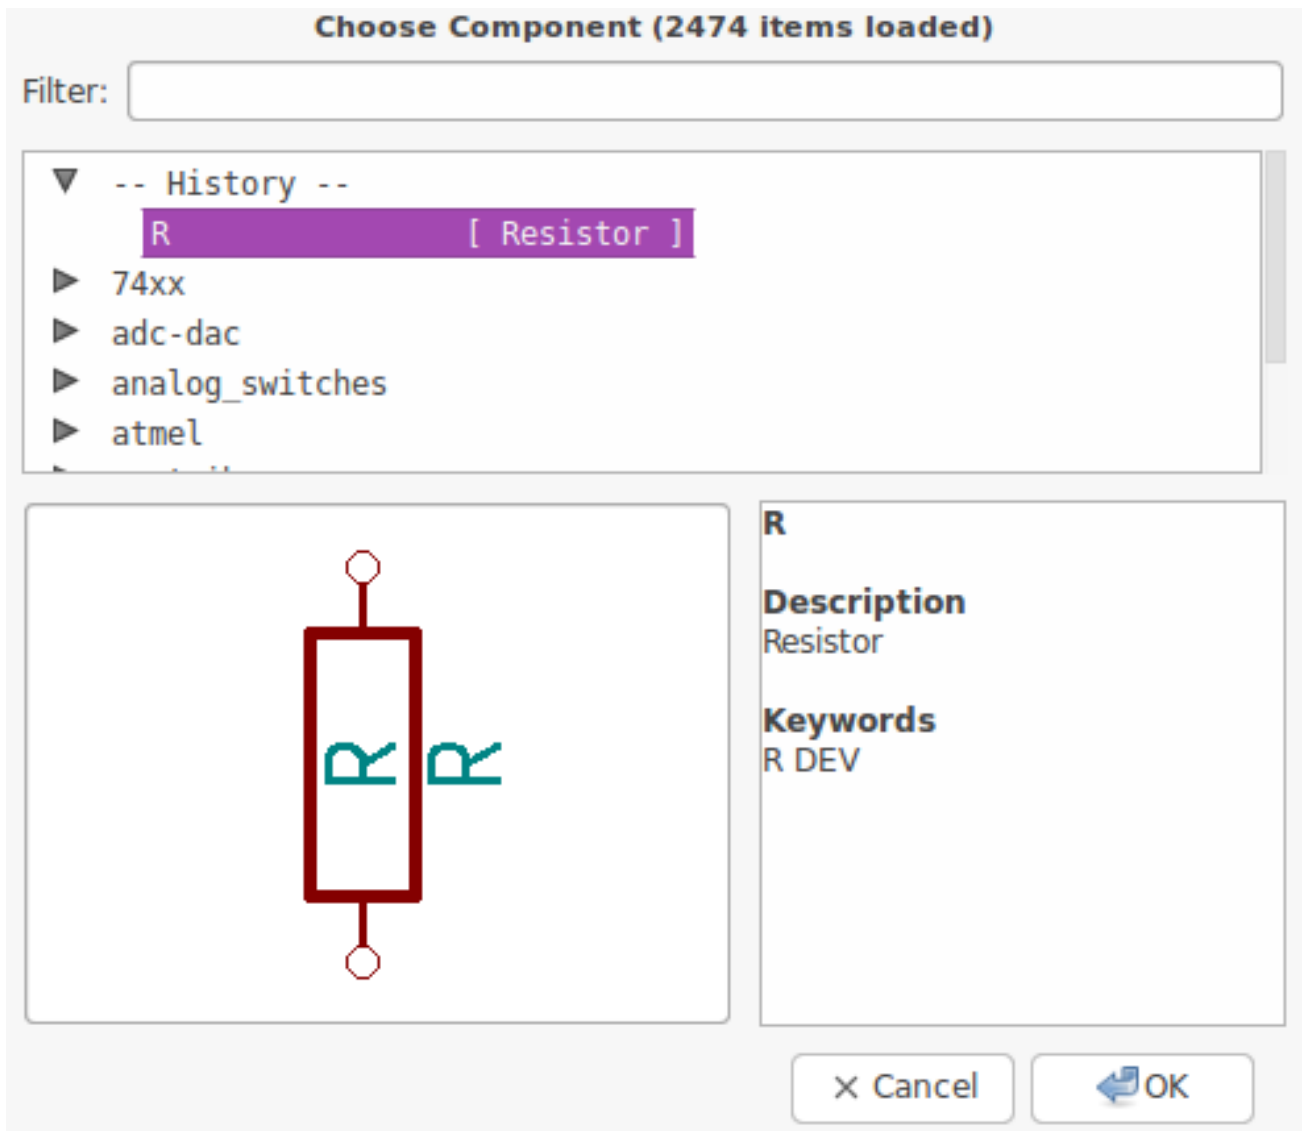 Choose Component (2474 items loaded)
Filter:
-- History --
R [ Resistor ]
74xx
adc-dac
analog_switches
atmel
R
R
R
Description
Resistor
Keywords
R DEV
Cancel
OK